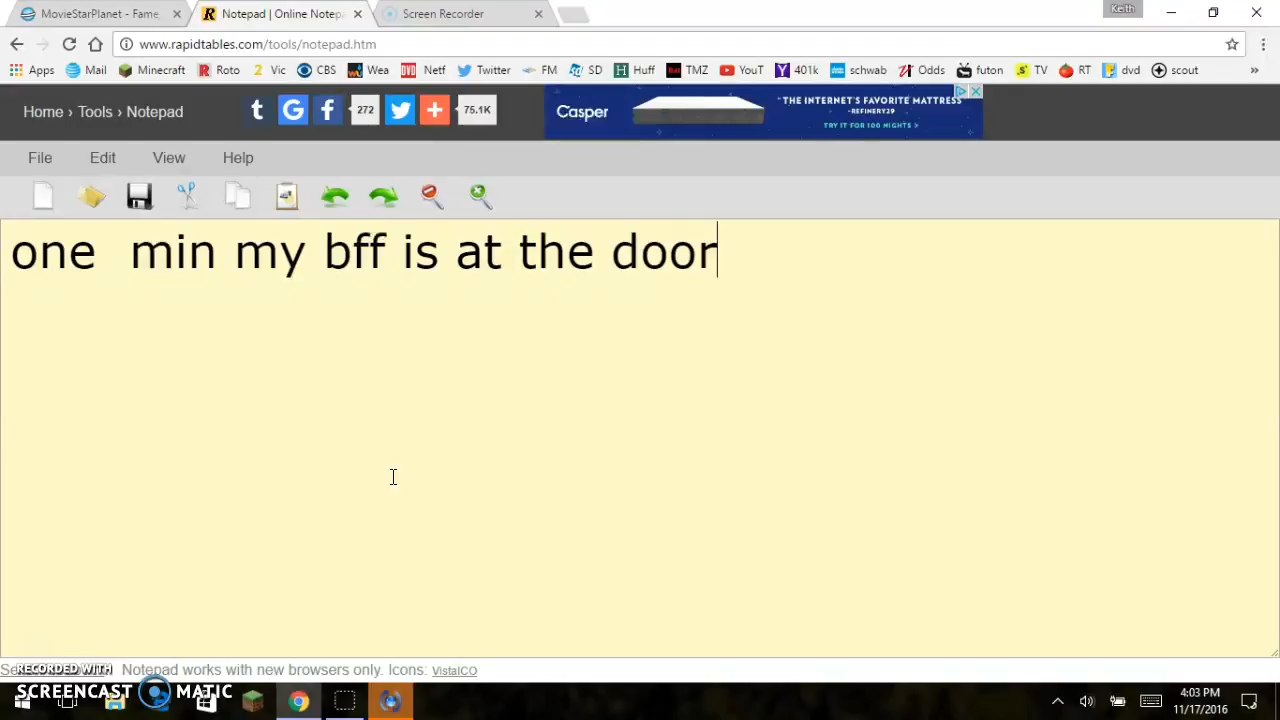 MovieStarPlanet - Fame,
Notepad | Online Notep
Screen Recorder
Keith
www.rapidtables.com/tools/notepad.htm
Apps Mail Minecraft Roto Vic CBS Wea Netf Twitter FM SD Huff TMZ YouT 401k schwab Odds futon TV RT dvd scout »
Home › Tools › Notepad
272
75.1K
Casper
"THE INTERNET'S FAVORITE MATTRESS"
-REFINERY29
TRY IT FOR 100 NIGHTS >
File Edit View Help
one  min my bff is at the door
Notepad works with new browsers only. Icons: VistaICO
RECORDED WITH
SCREENCAST MATIC
4:03 PM
11/17/2016